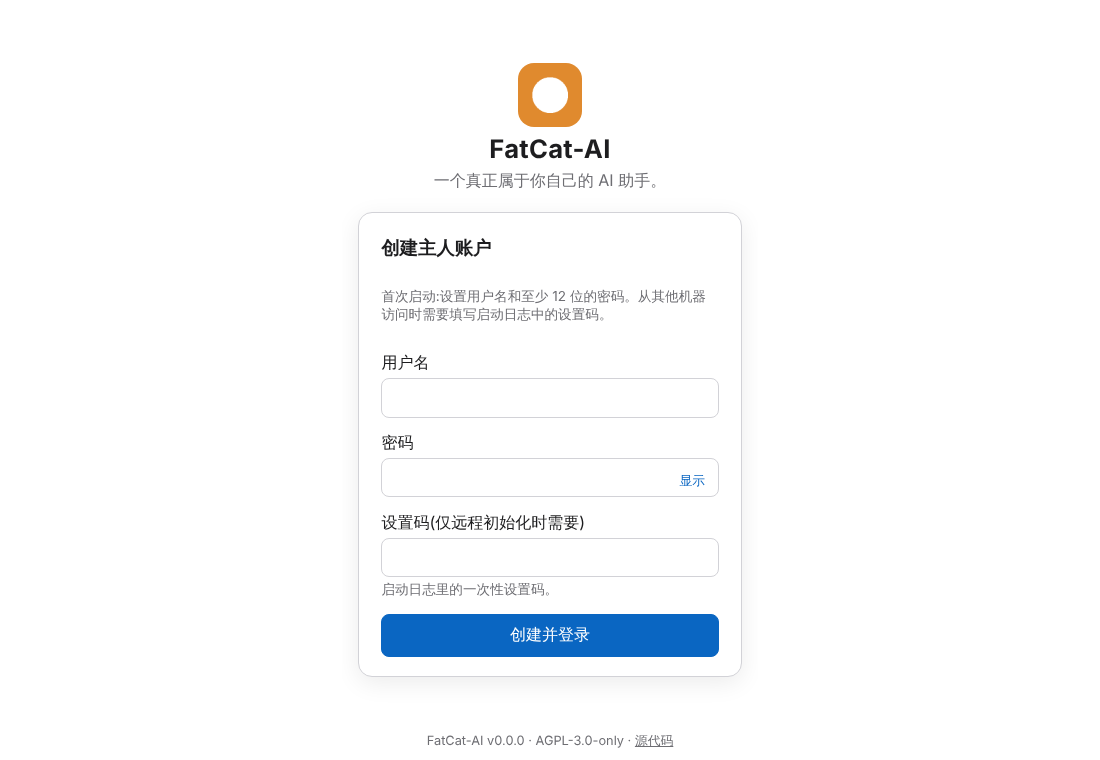 FatCat-AI
一个真正属于你自己的 AI 助手。
创建主人账户
首次启动:设置用户名和至少 12 位的密码。从其他机器
访问时需要填写启动日志中的设置码。
用户名
密码
显示
设置码(仅远程初始化时需要)
启动日志里的一次性设置码。
创建并登录
FatCat-AI v0.0.0 · AGPL-3.0-only · 源代码